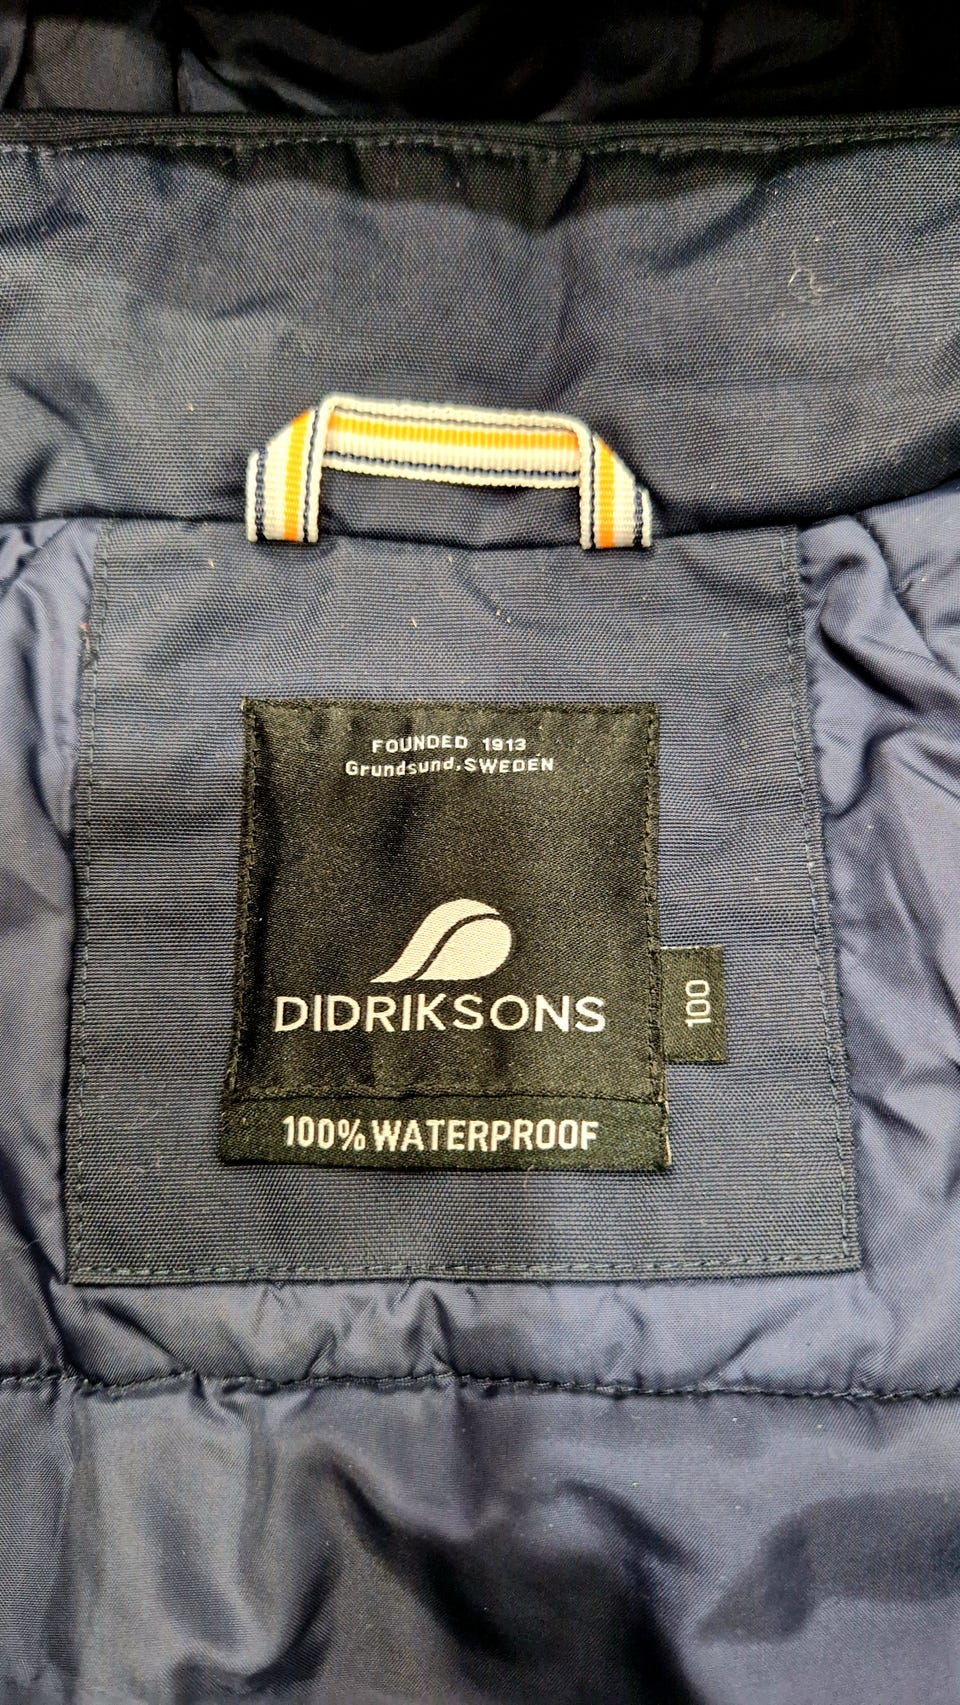 FOUNDED 1913
Grundsund.SWEDEN
DIDRIKSONS
100
100% WATERPROOF